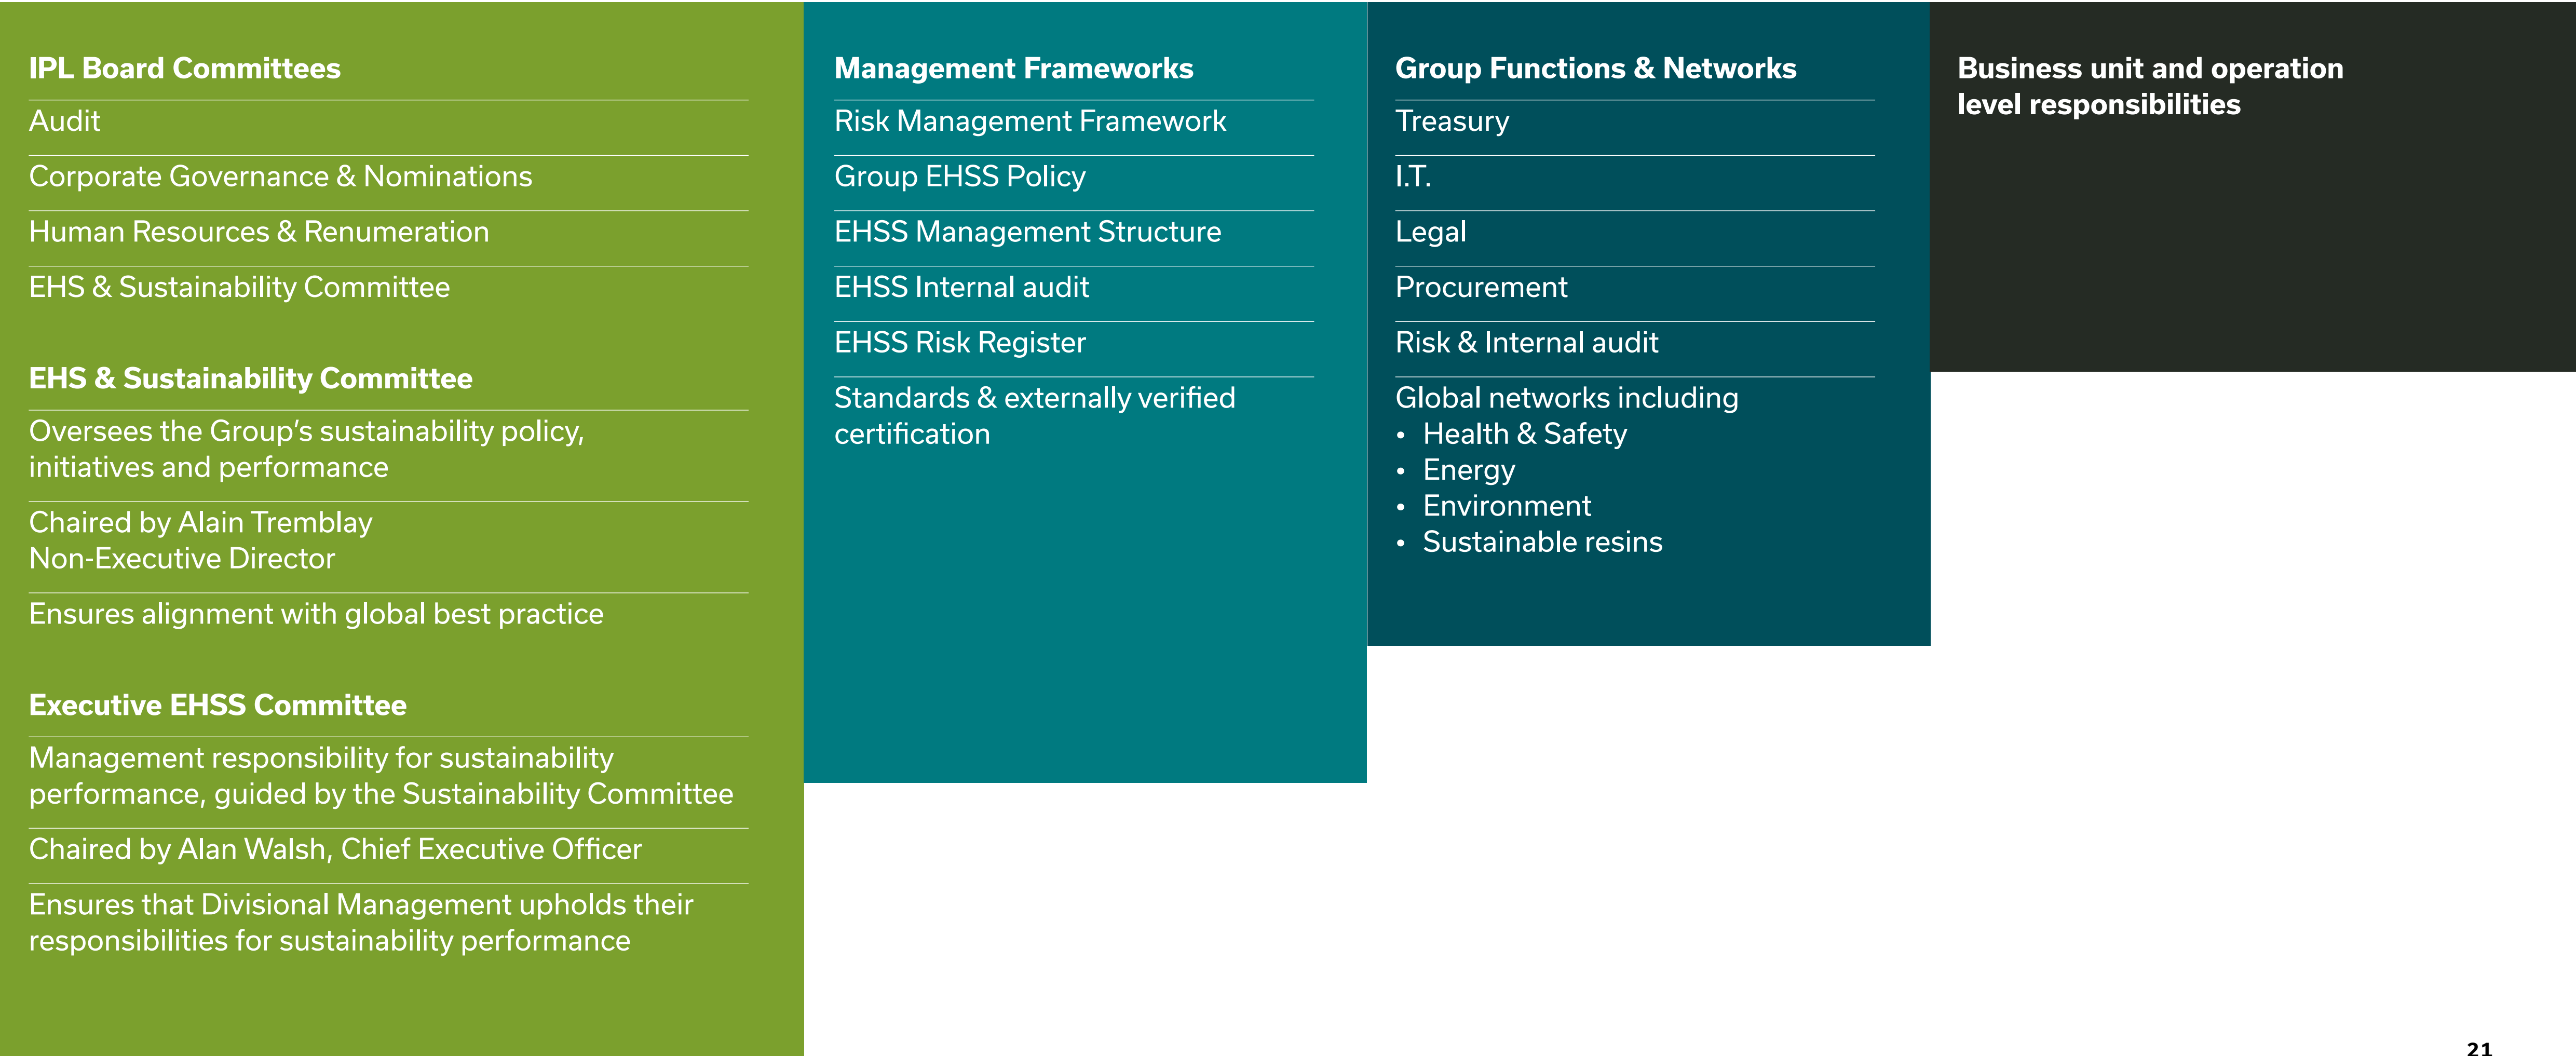 IPL Board Committees
Audit
Corporate Governance & Nominations
Human Resources & Renumeration
EHS & Sustainability Committee
EHS & Sustainability Committee
Oversees the Group's sustainability policy,
initiatives and performance
Chaired by Alain Tremblay
Non-Executive Director
Ensures alignment with global best practice
Executive EHSS Committee
Management responsibility for sustainability
performance, guided by the Sustainability Committee
Chaired by Alan Walsh, Chief Executive Officer
Ensures that Divisional Management upholds their
responsibilities for sustainability performance
Management Frameworks
Risk Management Framework
Group EHSS Policy
EHSS Management Structure
EHSS Internal audit
EHSS Risk Register
Standards & externally verified
certification
Group Functions & Networks
Treasury
I.T.
Legal
Procurement
Risk & Internal audit
Global networks including
• Health & Safety
• Energy
• Environment
• Sustainable resins
Business unit and operation
level responsibilities
21